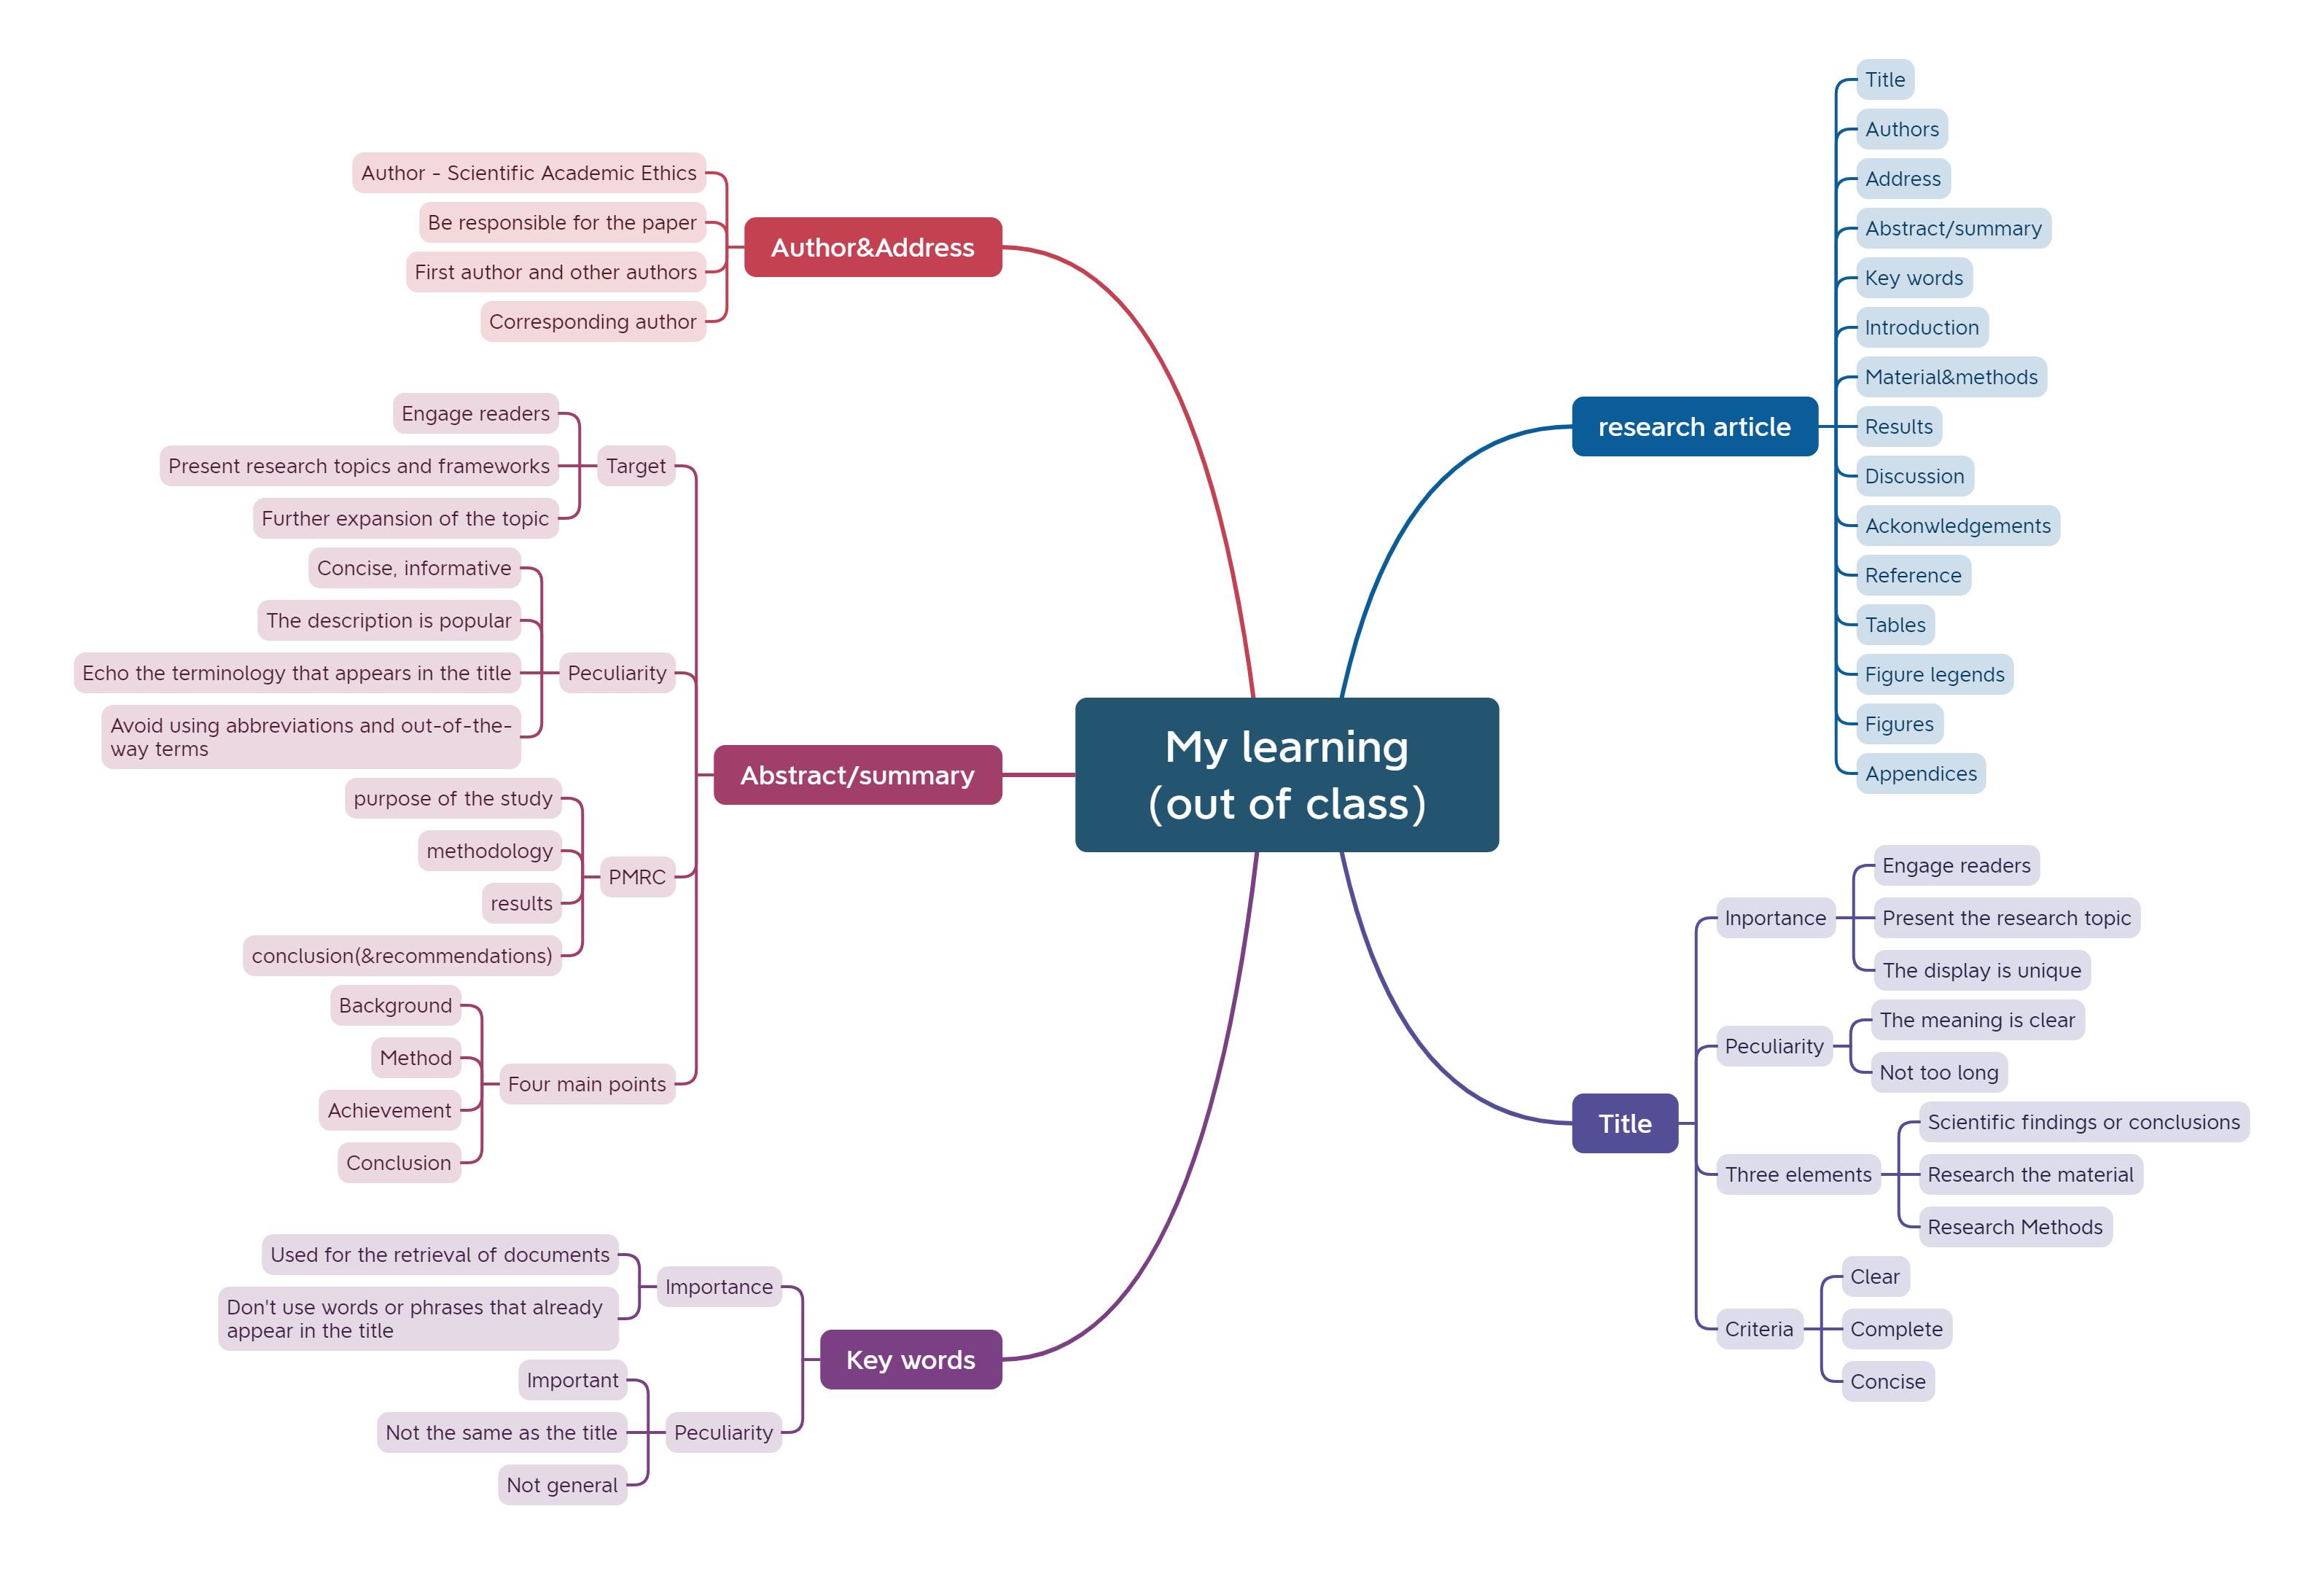 My learning
(out of class)
research article
Title
Authors
Address
Abstract/summary
Key words
Introduction
Material&methods
Results
Discussion
Ackonwledgements
Reference
Tables
Figure legends
Figures
Appendices
Title
Inportance
Engage readers
Present the research topic
The display is unique
Peculiarity
The meaning is clear
Not too long
Three elements
Scientific findings or conclusions
Research the material
Research Methods
Criteria
Clear
Complete
Concise
Author&Address
Author - Scientific Academic Ethics
Be responsible for the paper
First author and other authors
Corresponding author
Abstract/summary
Target
Engage readers
Present research topics and frameworks
Further expansion of the topic
Peculiarity
Concise, informative
The description is popular
Echo the terminology that appears in the title
Avoid using abbreviations and out-of-the-
way terms
PMRC
purpose of the study
methodology
results
conclusion(&recommendations)
Four main points
Background
Method
Achievement
Conclusion
Key words
Importance
Used for the retrieval of documents
Don't use words or phrases that already
appear in the title
Peculiarity
Important
Not the same as the title
Not general